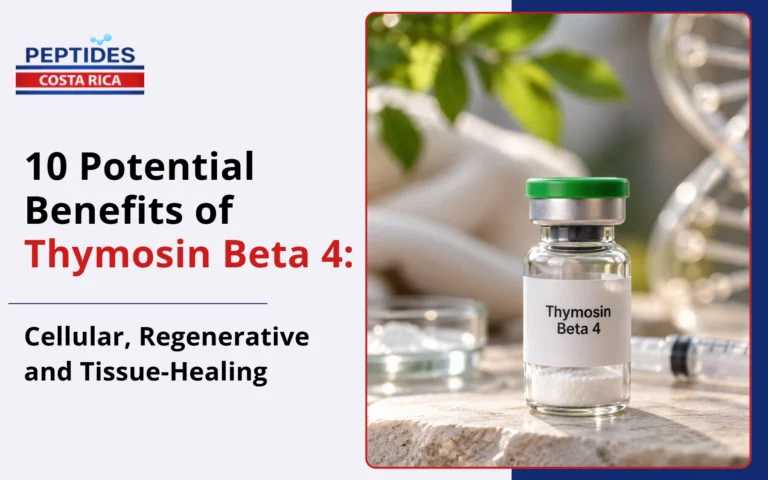 PEPTIDES
COSTA RICA
10 Potential
Benefits of
Thymosin Beta 4:
Cellular, Regenerative
and Tissue-Healing
Thymosin
Beta 4